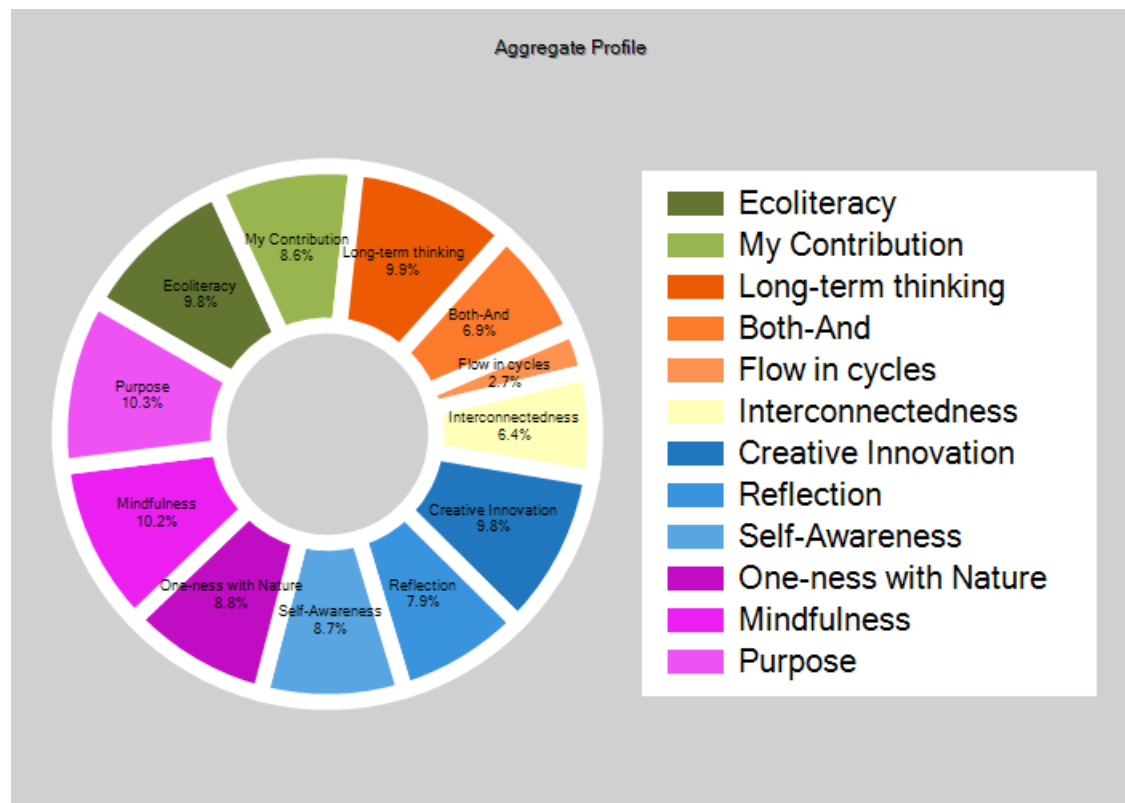 Aggregate Profile
My Contribution
8.6%
Long-term thinking
9.9%
Ecoliteracy
9.8%
Both-And
6.9%
Flow in cycles
2.7%
Purpose
10.3%
Interconnectedness
6.4%
Mindfulness
10.2%
Creative Innovation
9.8%
One-ness with Nature
8.8%
Reflection
7.9%
Self-Awareness
8.7%
Ecoliteracy
My Contribution
Long-term thinking
Both-And
Flow in cycles
Interconnectedness
Creative Innovation
Reflection
Self-Awareness
One-ness with Nature
Mindfulness
Purpose